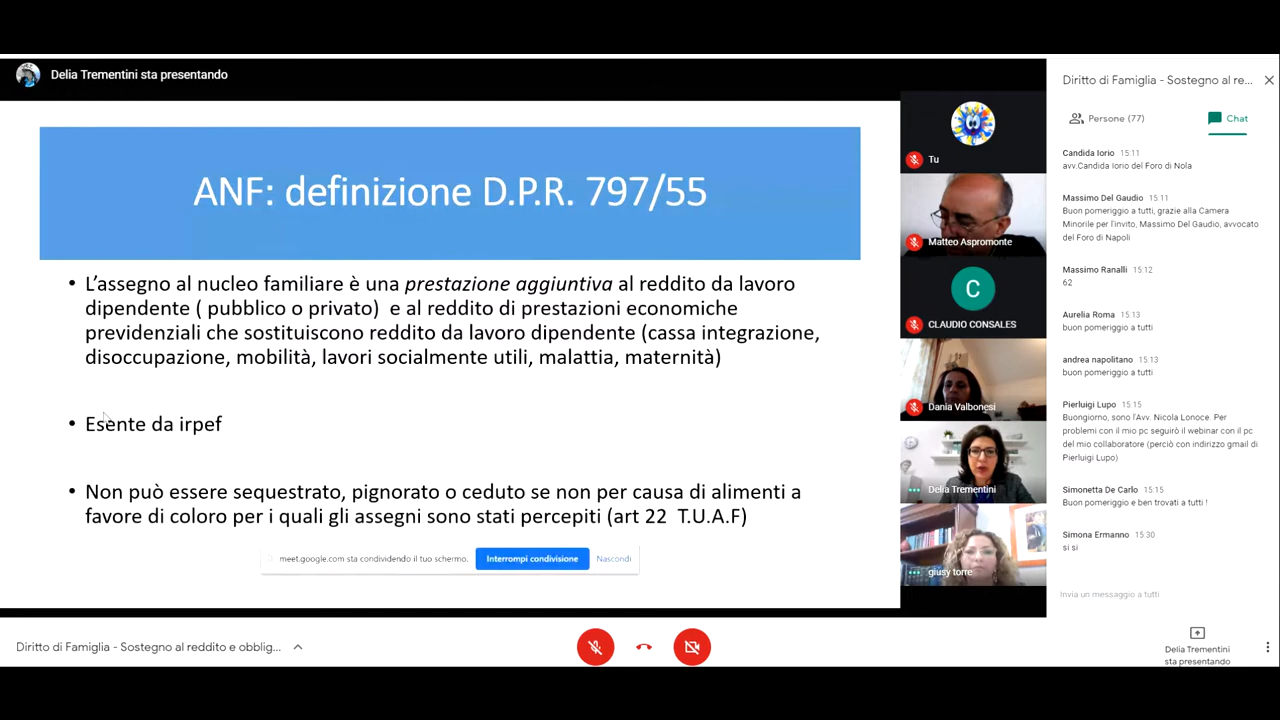 Delia Trementini sta presentando
ANF: definizione D.P.R. 797/55
• L'assegno al nucleo familiare è una prestazione aggiuntiva al reddito da lavoro
dipendente ( pubblico o privato) e al reddito di prestazioni economiche
previdenziali che sostituiscono reddito da lavoro dipendente (cassa integrazione,
disoccupazione, mobilità, lavori socialmente utili, malattia, maternità)
• Esente da irpef
• Non può essere sequestrato, pignorato o ceduto se non per causa di alimenti a
favore di coloro per i quali gli assegni sono stati percepiti (art 22 T.U.A.F)
meet.google.com sta condividendo il tuo schermo.
Interrompi condivisione
Nascondi
Tu
Matteo Aspromonte
C
CLAUDIO CONSALES
Dania Valbonesi
Delia Trementini
giusy torre
Diritto di Famiglia - Sostegno al re...
Persone (77)
Chat
Candida Iorio 15:11
avv.Candida Iorio del Foro di Nola
Massimo Del Gaudio 15:11
Buon pomeriggio a tutti, grazie alla Camera
Minorile per l'invito, Massimo Del Gaudio, avvocato
del Foro di Napoli
Massimo Ranalli 15:12
62
Aurelia Roma 15:13
buon pomeriggio a tutti
andrea napolitano 15:13
buon pomeriggio a tutti
Pierluigi Lupo 15:15
Buongiorno, sono l'Avv. Nicola Lonoce. Per
problemi con il mio pc seguirò il webinar con il pc
del mio collaboratore (perciò con indirizzo gmail di
Pierluigi Lupo)
Simonetta De Carlo 15:15
Buon pomeriggio e ben trovati a tutti !
Simona Ermanno 15:30
si si
Invia un messaggio a tutti
Diritto di Famiglia - Sostegno al reddito e obblig...
Delia Trementini
sta presentando